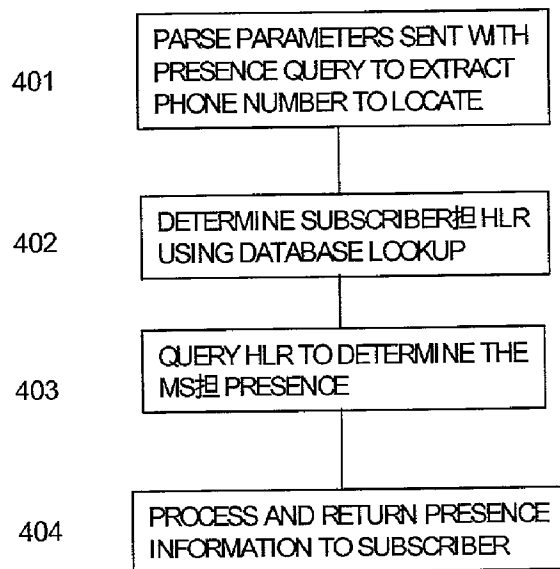 401
PARSE PARAMETERS SENT WITH
PRESENCE QUERY TO EXTRACT
PHONE NUMBER TO LOCATE
402
DETERMINE SUBSCRIBER担 HLR
USING DATABASE LOOKUP
403
QUERY HLR TO DETERMINE THE
MS担 PRESENCE
404
PROCESS AND RETURN PRESENCE
INFORMATION TO SUBSCRIBER